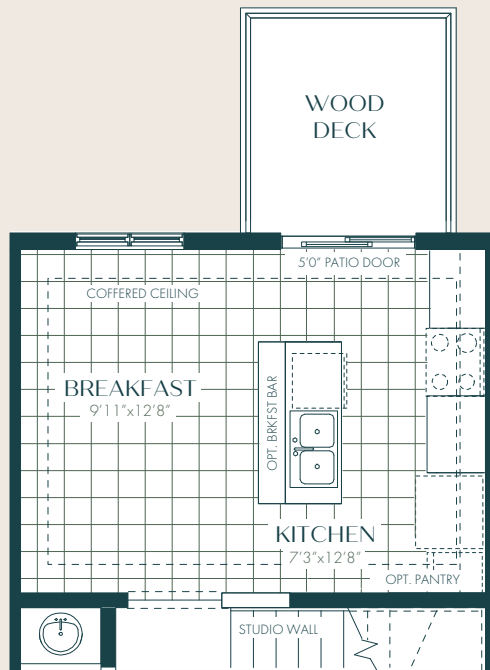 WOOD
DECK
5'0" PATIO DOOR
COFFERED CEILING
BREAKFAST
9'11"x12'8"
OPT. BRKFST BAR
KITCHEN
7'3"x12'8"
OPT. PANTRY
STUDIO WALL